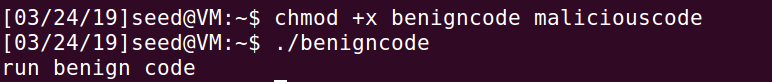 [03/24/19]seed@VM:~$ chmod +x benigncode maliciouscode
[03/24/19]seed@VM:~$ ./benigncode
run benign code